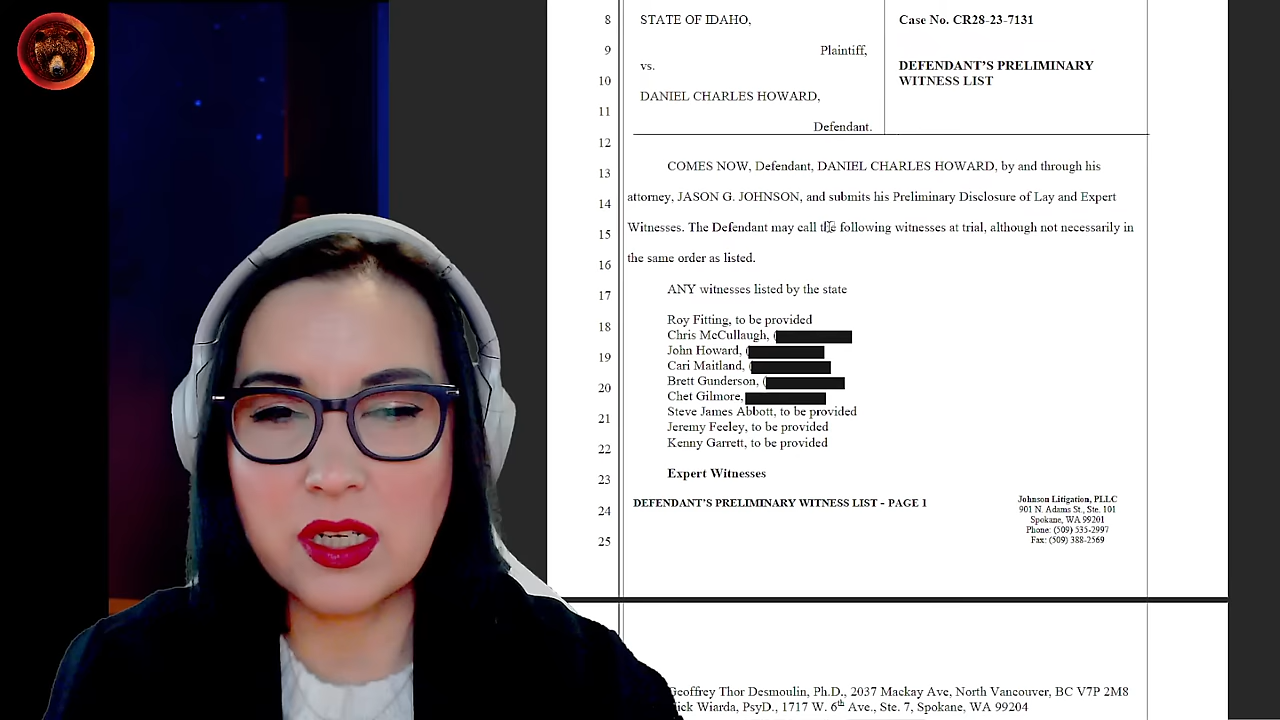 8
STATE OF IDAHO,
Case No. CR28-23-7131
9
Plaintiff,
vs.
DEFENDANT'S PRELIMINARY
10
WITNESS LIST
DANIEL CHARLES HOWARD,
11
Defendant.
12
COMES NOW, Defendant, DANIEL CHARLES HOWARD, by and through his
13
attorney, JASON G. JOHNSON, and submits his Preliminary Disclosure of Lay and Expert
14
Witnesses. The Defendant may call the following witnesses at trial, although not necessarily in
15
the same order as listed.
16
ANY witnesses listed by the state
17
Roy Fitting, to be provided
18
Chris McCullaugh, (
John Howard, (
19
Cari Maitland, (
Brett Gunderson, (
20
Chet Gilmore,
Steve James Abbott, to be provided
21
Jeremy Feeley, to be provided
Kenny Garrett, to be provided
22
Expert Witnesses
23
DEFENDANT'S PRELIMINARY WITNESS LIST - PAGE 1
24
25
Johnson Litigation, PLLC
901 N. Adams St., Ste. 101
Spokane, WA 99201
Phone: (509) 535-2997
Fax: (509) 388-2569
Geoffrey Thor Desmoulin, Ph.D., 2037 Mackay Ave, North Vancouver, BC V7P 2M8
Wiarda, PsyD., 1717 W. 6th Ave., Ste. 7, Spokane, WA 99204